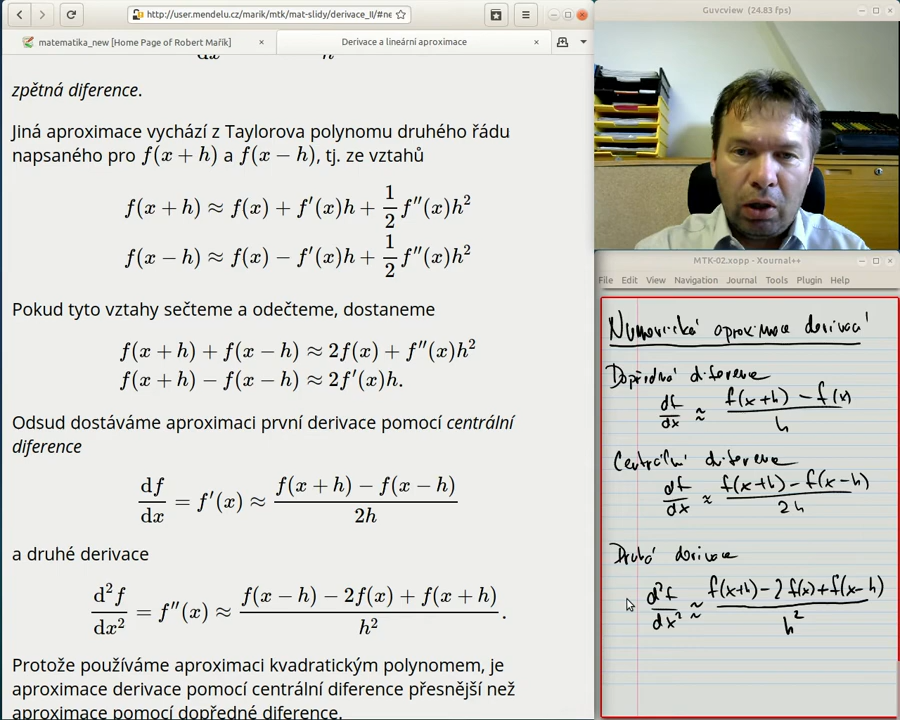 http://user.mendelu.cz/marik/mtk/mat-slidy/derivace_II/#ne
matematika_new [Home Page of Robert Mařík]
Derivace a lineární aproximace
dx h
zpětná diference.
Jiná aproximace vychází z Taylorova polynomu druhého řádu
napsaného pro f(x + h) a f(x − h), tj. ze vztahů
f(x + h) ≈ f(x) + f′(x)h + 1/2 f′′(x)h²
f(x − h) ≈ f(x) − f′(x)h + 1/2 f′′(x)h²
Pokud tyto vztahy sečteme a odečteme, dostaneme
f(x + h) + f(x − h) ≈ 2f(x) + f′′(x)h²
f(x + h) − f(x − h) ≈ 2f′(x)h.
Odsud dostáváme aproximaci první derivace pomocí centrální
diference
df/dx = f′(x) ≈ (f(x + h) − f(x − h))/2h
a druhé derivace
d²f/dx² = f′′(x) ≈ (f(x − h) − 2f(x) + f(x + h))/h².
Protože používáme aproximaci kvadratickým polynomem, je
aproximace derivace pomocí centrální diference přesnější než
aproximace pomocí dopředné diference.
Guvcview (24.83 fps)
MTK-02.xopp - Xournal++
File Edit View Navigation Journal Tools Plugin Help
Numerická aproximace derivací
Dopředná diference
df/dx ≈ (f(x+h) − f(x))/h
Centrální diference
df/dx ≈ (f(x+h) − f(x−h))/2h
Druhá derivace
d²f/dx² ≈ (f(x+h) − 2f(x) + f(x−h))/h²